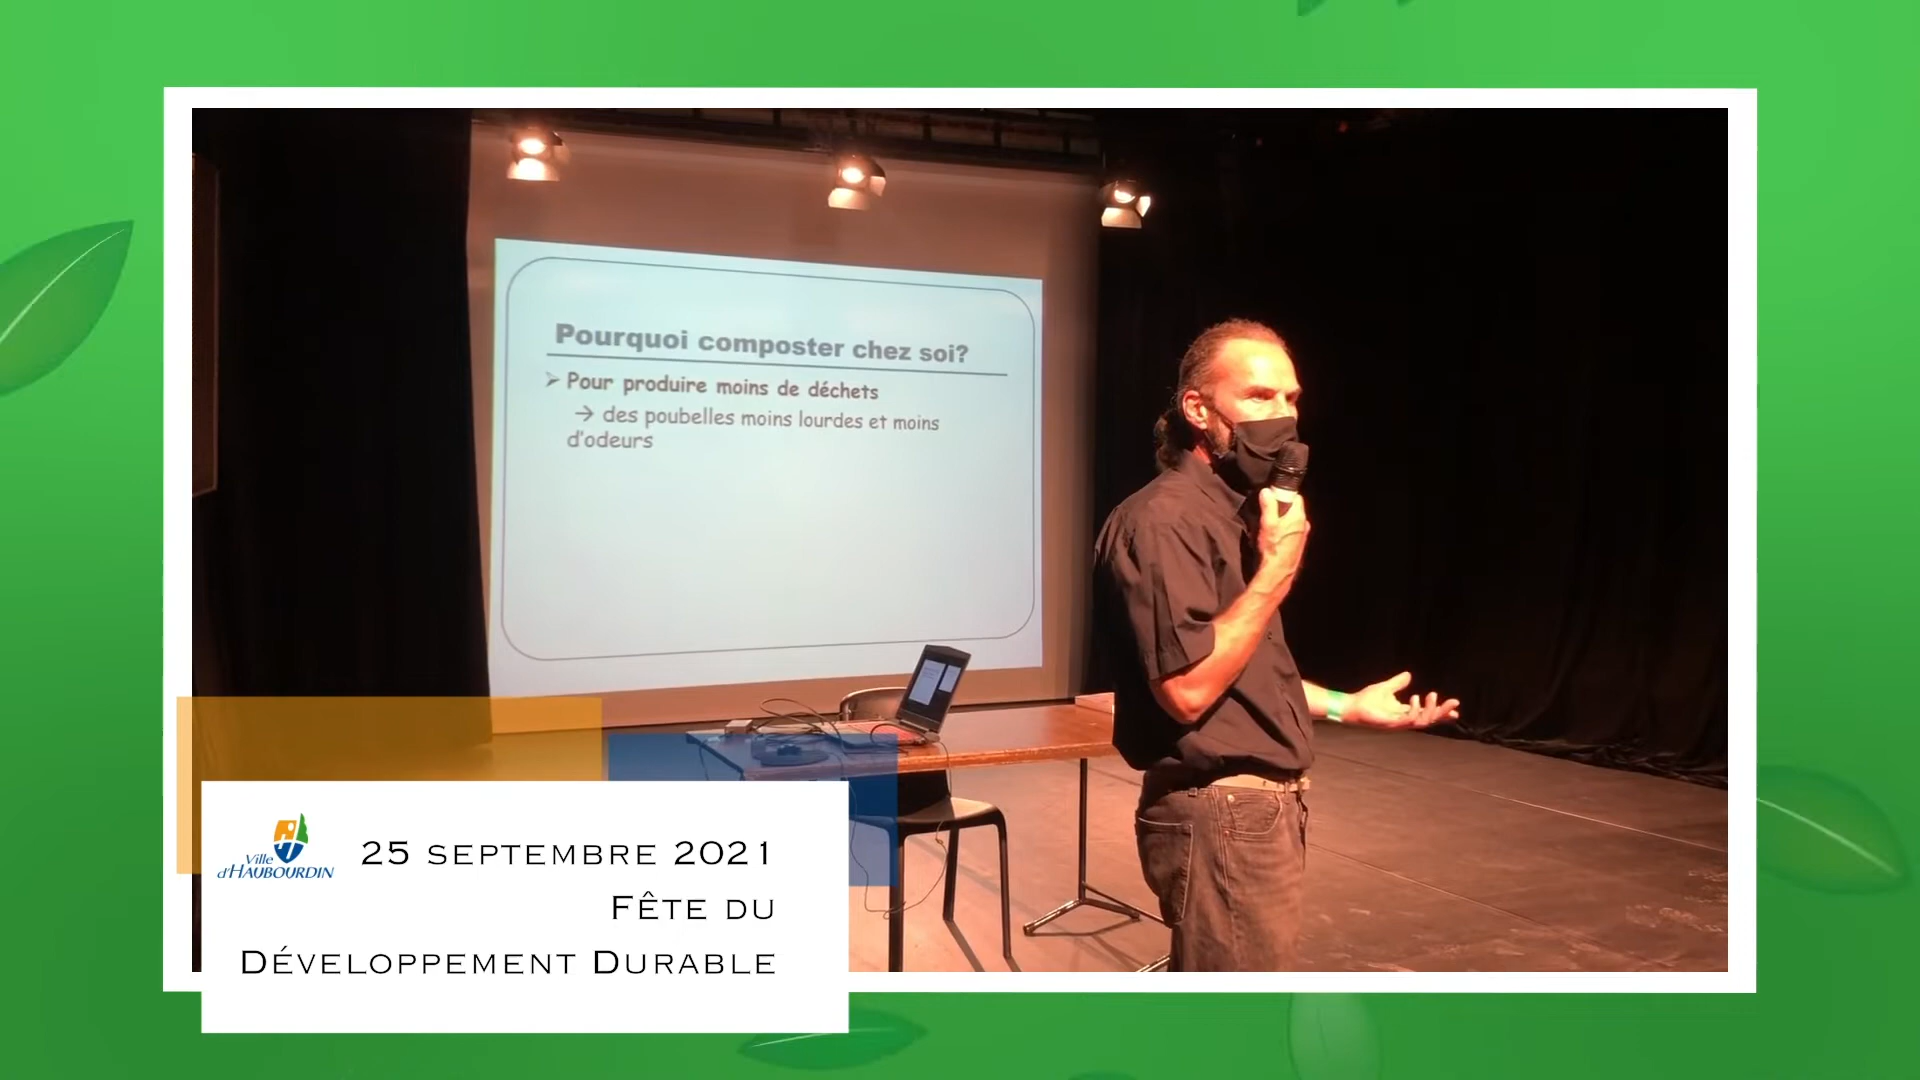 Pourquoi composter chez soi?
➢ Pour produire moins de déchets
→ des poubelles moins lourdes et moins
d'odeurs
Ville
d'HAUBOURDIN
25 SEPTEMBRE 2021
FÊTE DU
DÉVELOPPEMENT DURABLE